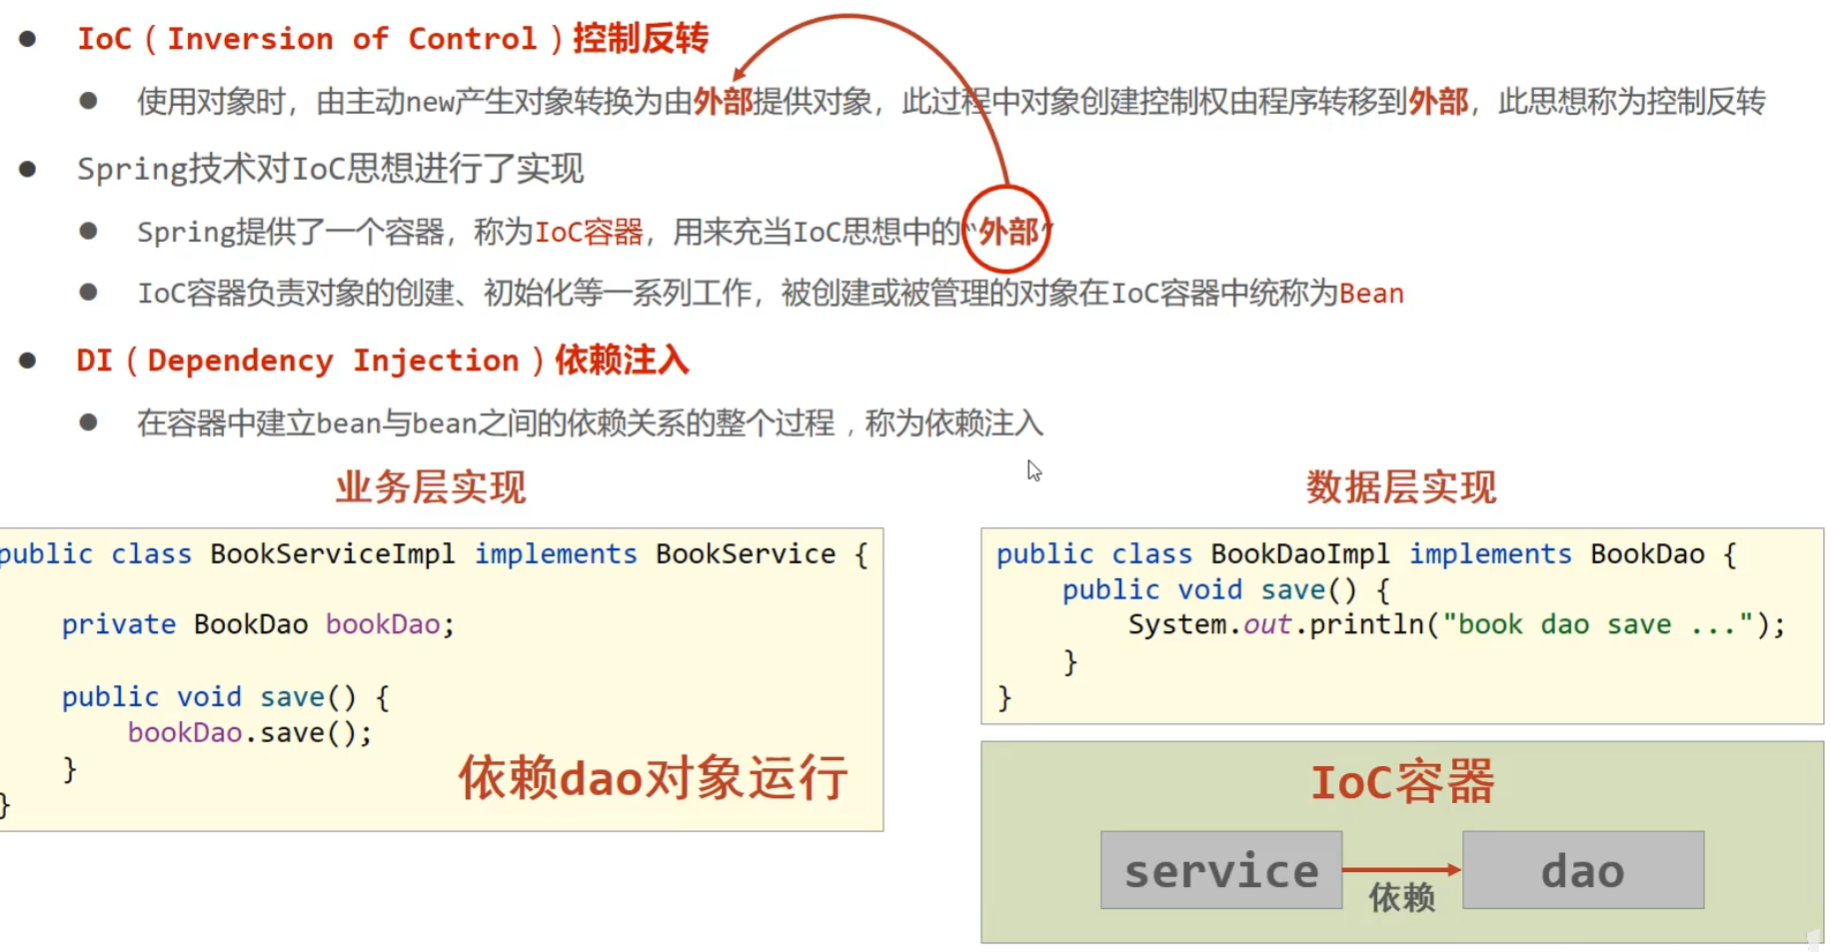 IoC（Inversion of Control）控制反转
使用对象时，由主动new产生对象转换为由外部提供对象，此过程中对象创建控制权由程序转移到外部，此思想称为控制反转
Spring技术对IoC思想进行了实现
Spring提供了一个容器，称为IoC容器，用来充当IoC思想中的“外部”
IoC容器负责对象的创建、初始化等一系列工作，被创建或被管理的对象在IoC容器中统称为Bean
DI（Dependency Injection）依赖注入
在容器中建立bean与bean之间的依赖关系的整个过程，称为依赖注入
业务层实现
public class BookServiceImpl implements BookService {
private BookDao bookDao;
public void save() {
bookDao.save();
}
}
依赖dao对象运行
数据层实现
public class BookDaoImpl implements BookDao {
public void save() {
System.out.println("book dao save ...");
}
}
IoC容器
service
依赖
dao